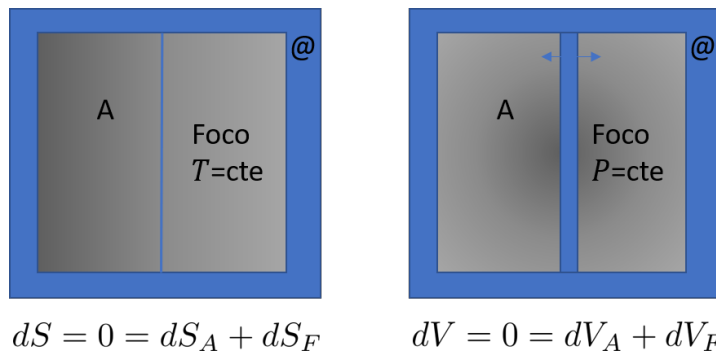 @
A
Foco
T=cte
dS = 0 = dS_A + dS_F
@
A
Foco
P=cte
dV = 0 = dV_A + dV_F